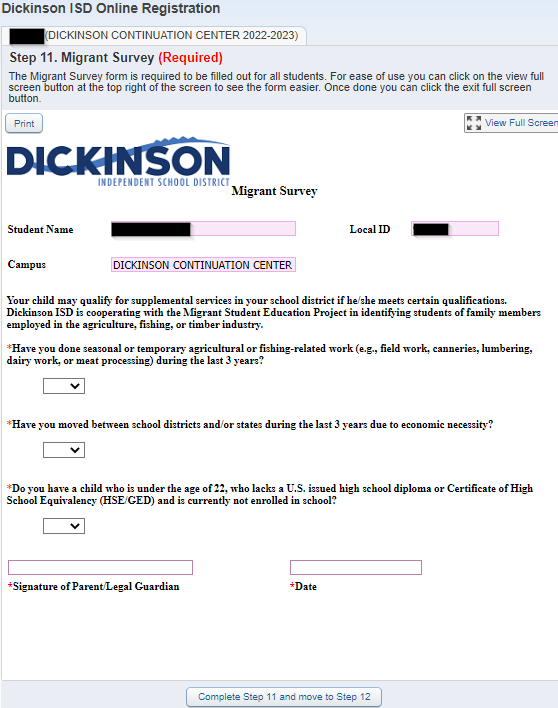 Dickinson ISD Online Registration
(DICKINSON CONTINUATION CENTER 2022-2023)
Step 11. Migrant Survey (Required)
The Migrant Survey form is required to be filled out for all students. For ease of use you can click on the view full
screen button at the top right of the screen to see the form easier. Once done you can click the exit full screen
button.
Print
View Full Screen
DICKINSON
INDEPENDENT SCHOOL DISTRICT
Migrant Survey
Student Name
Local ID
Campus
DICKINSON CONTINUATION CENTER
Your child may qualify for supplemental services in your school district if he/she meets certain qualifications.
Dickinson ISD is cooperating with the Migrant Student Education Project in identifying students of family members
employed in the agriculture, fishing, or timber industry.
*Have you done seasonal or temporary agricultural or fishing-related work (e.g., field work, canneries, lumbering,
dairy work, or meat processing) during the last 3 years?
*Have you moved between school districts and/or states during the last 3 years due to economic necessity?
*Do you have a child who is under the age of 22, who lacks a U.S. issued high school diploma or Certificate of High
School Equivalency (HSE/GED) and is currently not enrolled in school?
*Signature of Parent/Legal Guardian
*Date
Complete Step 11 and move to Step 12